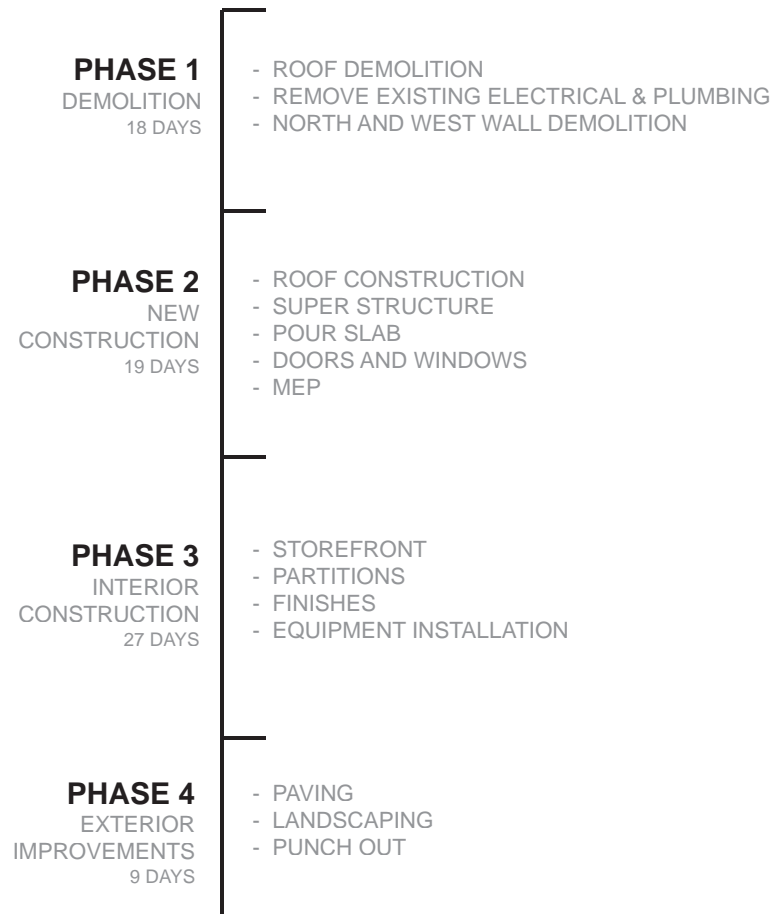 PHASE 1
DEMOLITION
18 DAYS
- ROOF DEMOLITION
- REMOVE EXISTING ELECTRICAL & PLUMBING
- NORTH AND WEST WALL DEMOLITION
PHASE 2
NEW
CONSTRUCTION
19 DAYS
- ROOF CONSTRUCTION
- SUPER STRUCTURE
- POUR SLAB
- DOORS AND WINDOWS
- MEP
PHASE 3
INTERIOR
CONSTRUCTION
27 DAYS
- STOREFRONT
- PARTITIONS
- FINISHES
- EQUIPMENT INSTALLATION
PHASE 4
EXTERIOR
IMPROVEMENTS
9 DAYS
- PAVING
- LANDSCAPING
- PUNCH OUT